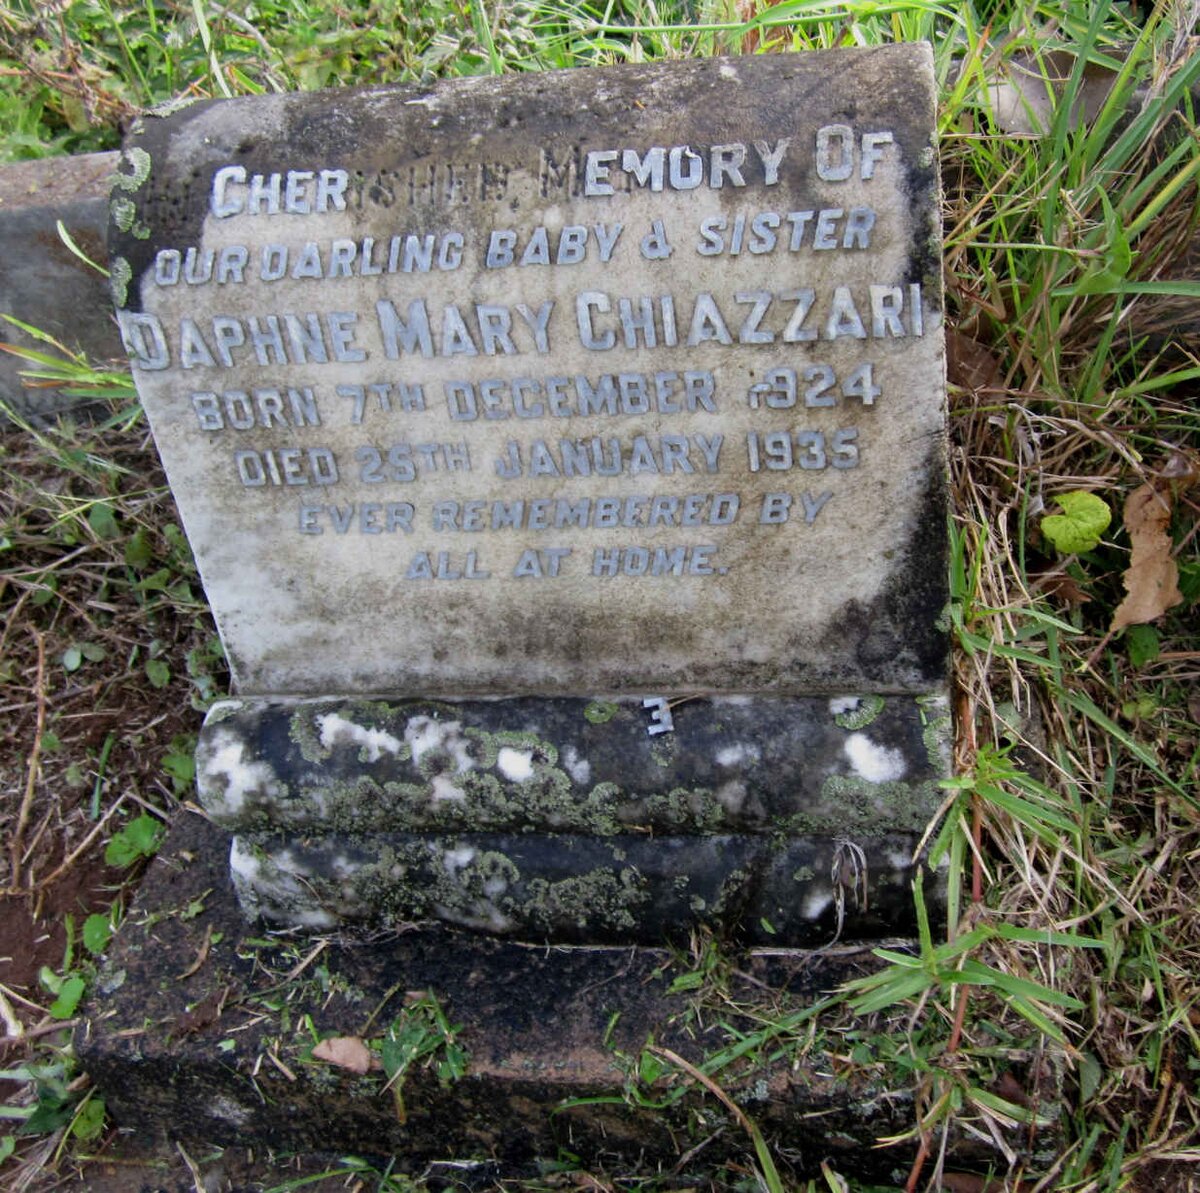 CHERISHED MEMORY OF
OUR DARLING BABY & SISTER
DAPHNE MARY CHIAZZARI
BORN 7TH DECEMBER 1924
DIED 25TH JANUARY 1935
EVER REMEMBERED BY
ALL AT HOME.